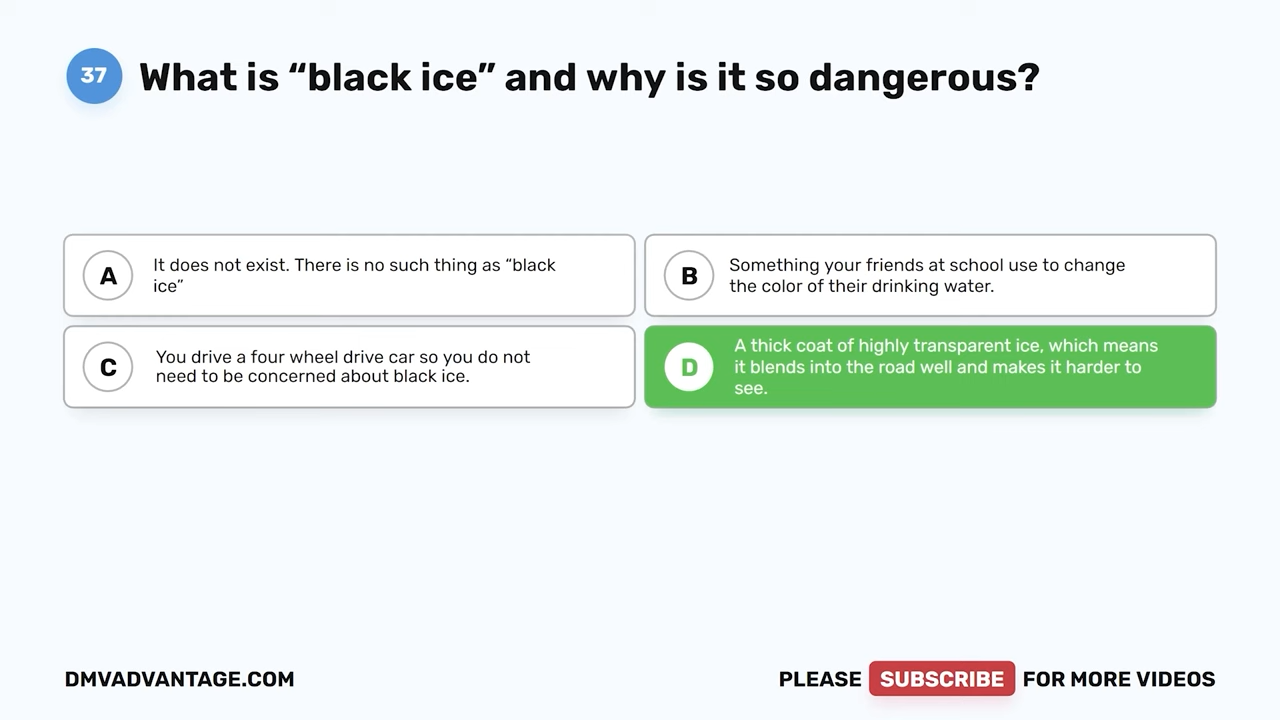 37
What is “black ice” and why is it so dangerous?
A
It does not exist. There is no such thing as “black
ice”
B
Something your friends at school use to change
the color of their drinking water.
C
You drive a four wheel drive car so you do not
need to be concerned about black ice.
D
A thick coat of highly transparent ice, which means
it blends into the road well and makes it harder to
see.
DMVADVANTAGE.COM
PLEASE SUBSCRIBE FOR MORE VIDEOS